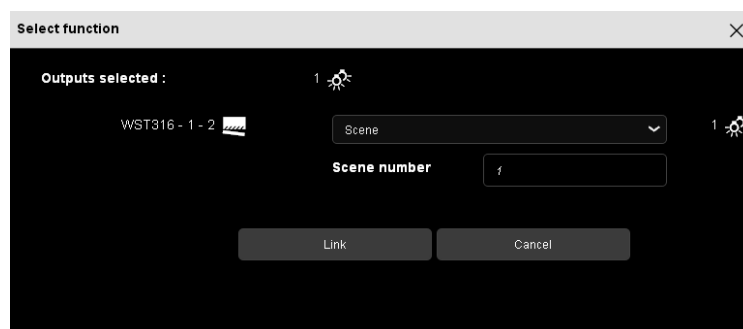 Select function
Outputs selected : 1
WST316 - 1 - 2 Scene 1
Scene number 1
Link Cancel